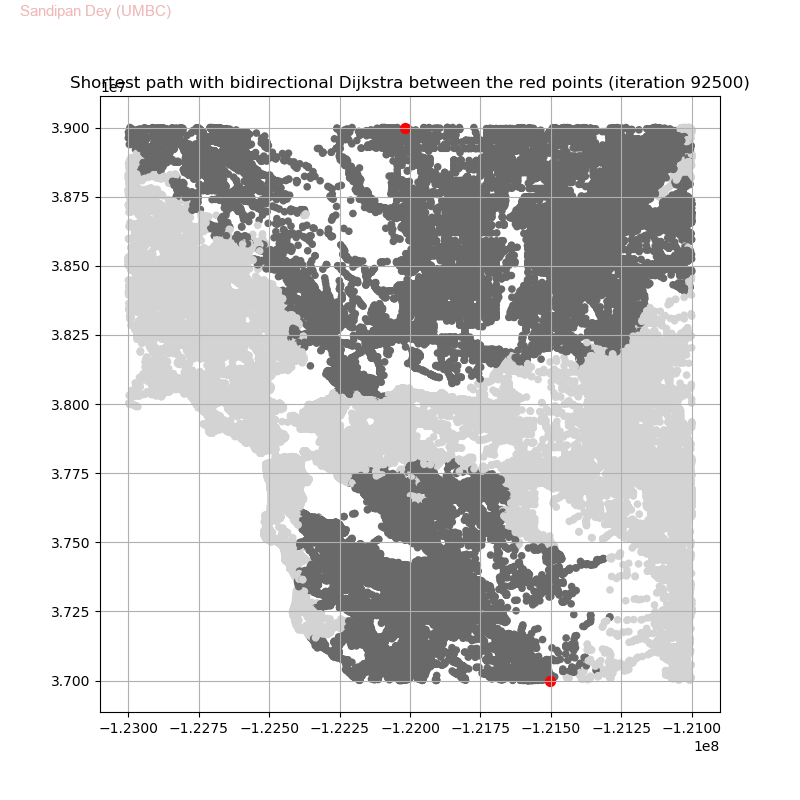 Sandipan Dey (UMBC)
Shortest path with bidirectional Dijkstra between the red points (iteration 92500)
1e7
3.900
3.875
3.850
3.825
3.800
3.775
3.750
3.725
3.700
−1.2300 −1.2275 −1.2250 −1.2225 −1.2200 −1.2175 −1.2150 −1.2125 −1.2100
1e8